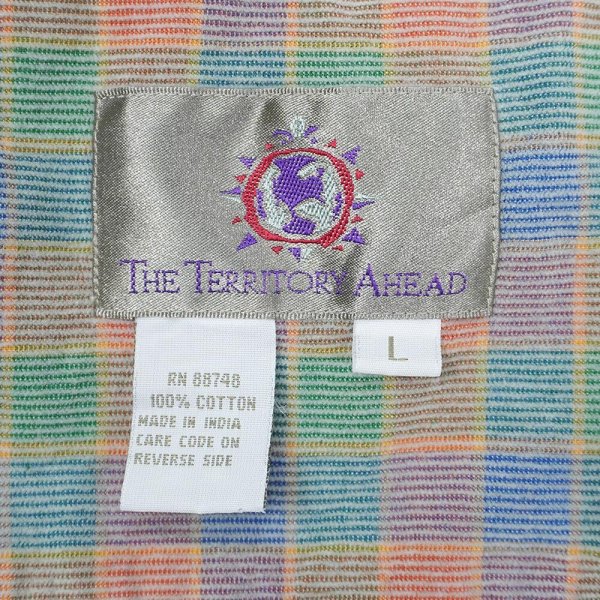 THE TERRITORY AHEAD
L
RN 88748
100% COTTON
MADE IN INDIA
CARE CODE ON
REVERSE SIDE